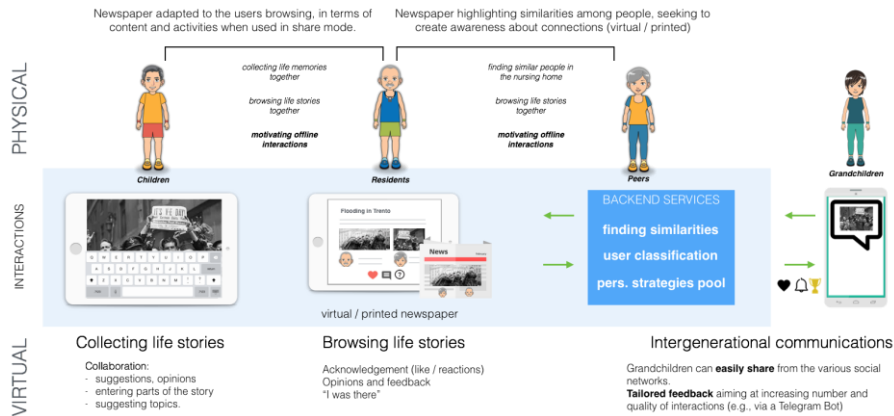 Newspaper adapted to the users browsing, in terms of
content and activities when used in share mode.
Newspaper highlighting similarities among people, seeking to
create awareness about connections (virtual / printed)
PHYSICAL
collecting life memories
together
browsing life stories
together
motivating offline
interactions
finding similar people in
the nursing home
browsing life stories
together
motivating offline
interactions
Children
Residents
Peers
Grandchildren
INTERACTIONS
IT'S MY BODY
Flooding in Trento
News
virtual / printed newspaper
BACKEND SERVICES
finding similarities
user classification
pers. strategies pool
VIRTUAL
Collecting life stories
Collaboration:
- suggestions, opinions
- entering parts of the story
- suggesting topics.
Browsing life stories
Acknowledgement (like / reactions)
Opinions and feedback
"I was there"
Intergenerational communications
Grandchildren can easily share from the various social
networks.
Tailored feedback aiming at increasing number and
quality of interactions (e.g., via a Telegram Bot)